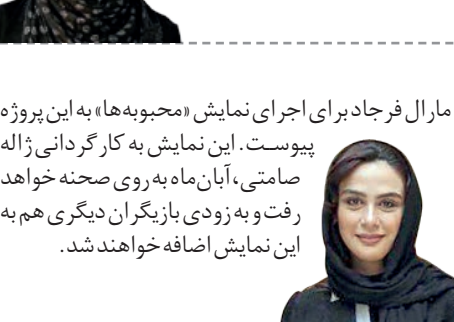 مارال فرجاد برای اجرای نمایش «محبوبه‌ها» به این پروژه
پیوست. این نمایش به کارگردانی ژاله
صامتی، آبان‌ماه به روی صحنه خواهد
رفت و به زودی بازیگران دیگری هم به
این نمایش اضافه خواهند شد.